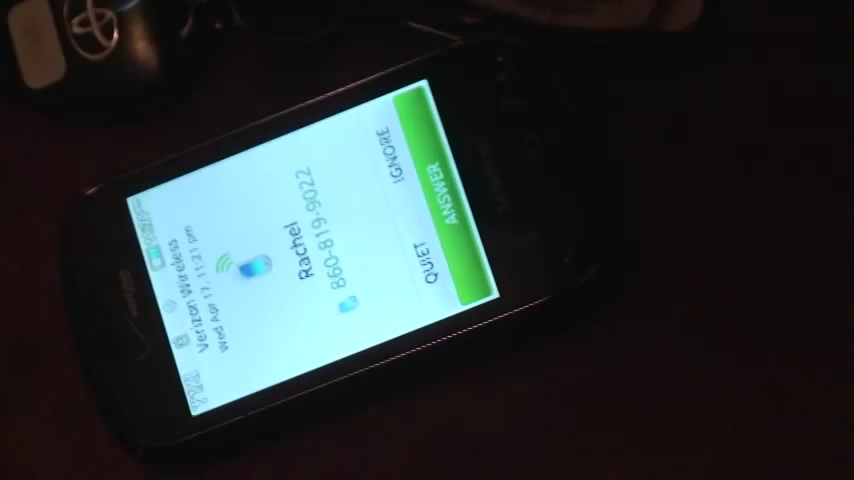 Verizon Wireless
Wed Apr 17, 11:21 pm
Rachel
860-819-9022
QUIET
IGNORE
ANSWER